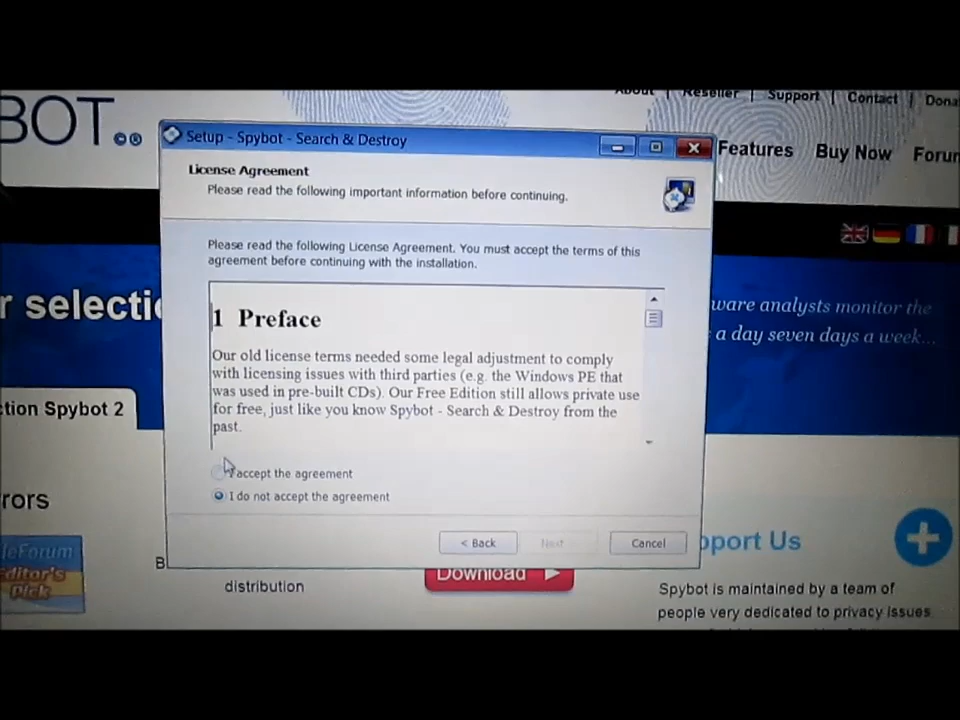 BOT
Reseller | Support | Contact | Dona
Features Buy Now Forum
Setup - Spybot - Search & Destroy
License Agreement
Please read the following important information before continuing.
Please read the following License Agreement. You must accept the terms of this
agreement before continuing with the installation.
1 Preface
Our old license terms needed some legal adjustment to comply
with licensing issues with third parties (e.g. the Windows PE that
was used in pre-built CDs). Our Free Edition still allows private use
for free, just like you know Spybot - Search & Destroy from the
past.
I accept the agreement
I do not accept the agreement
< Back Next Cancel
r selectio
ware analysts monitor the
s a day seven days a week...
ction Spybot 2
rors
leForum
Editor's
Pick
B
distribution
Download
pport Us
Spybot is maintained by a team of
people very dedicated to privacy issues